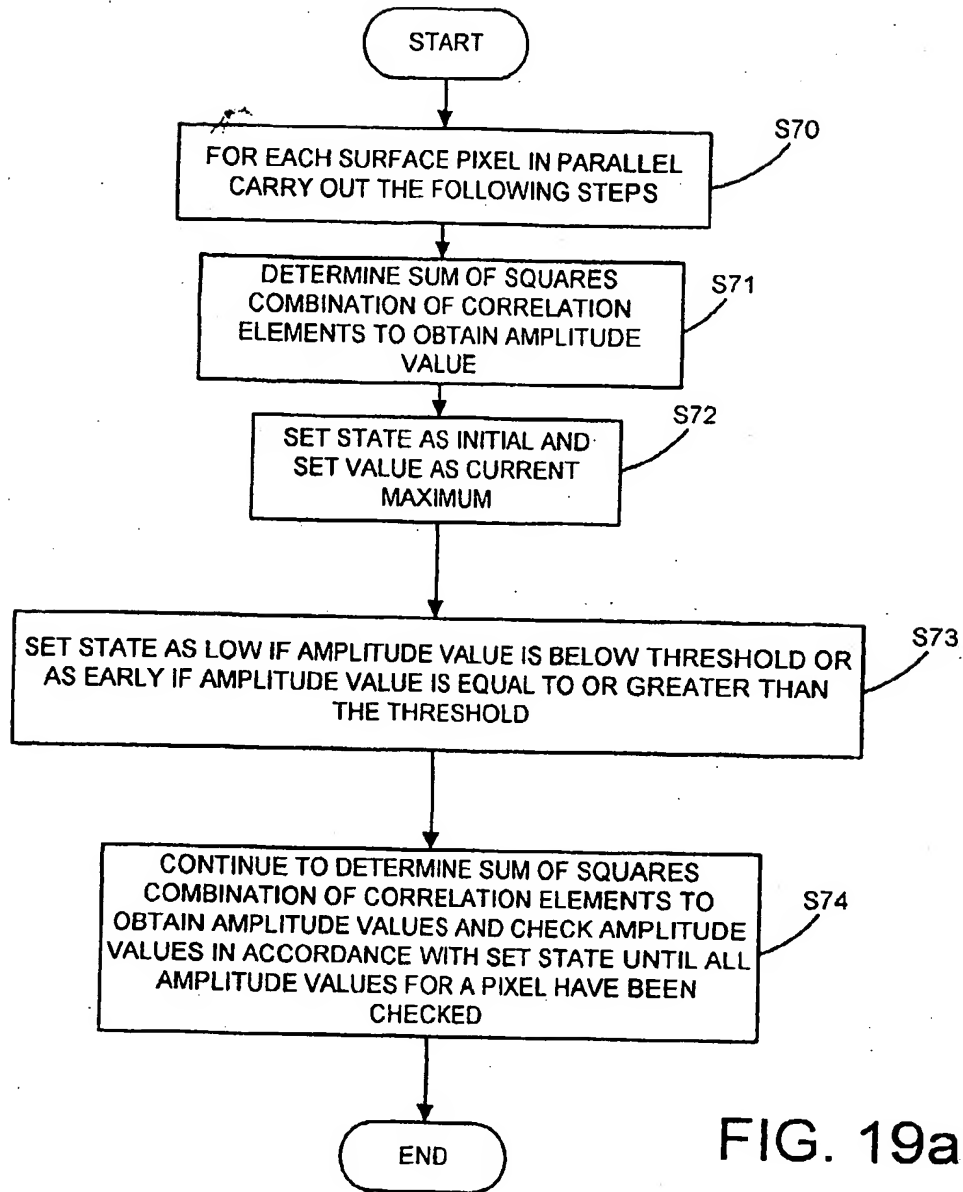 START
FOR EACH SURFACE PIXEL IN PARALLEL
CARRY OUT THE FOLLOWING STEPS
S70
DETERMINE SUM OF SQUARES
COMBINATION OF CORRELATION
ELEMENTS TO OBTAIN AMPLITUDE
VALUE
S71
SET STATE AS INITIAL AND
SET VALUE AS CURRENT
MAXIMUM
S72
SET STATE AS LOW IF AMPLITUDE VALUE IS BELOW THRESHOLD OR
AS EARLY IF AMPLITUDE VALUE IS EQUAL TO OR GREATER THAN
THE THRESHOLD
S73
CONTINUE TO DETERMINE SUM OF SQUARES
COMBINATION OF CORRELATION ELEMENTS TO
OBTAIN AMPLITUDE VALUES AND CHECK AMPLITUDE
VALUES IN ACCORDANCE WITH SET STATE UNTIL ALL
AMPLITUDE VALUES FOR A PIXEL HAVE BEEN
CHECKED
S74
END
FIG. 19a